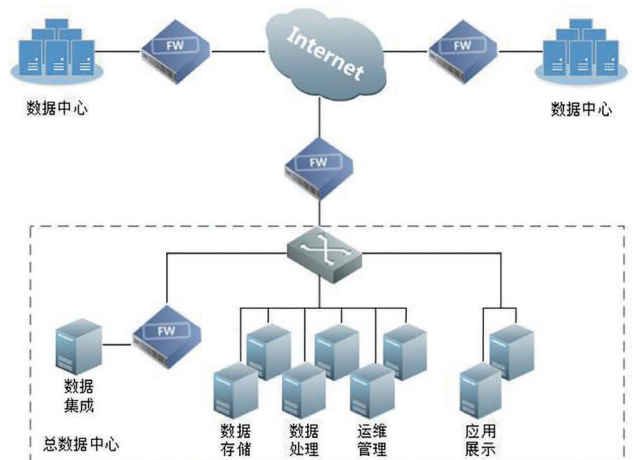 FW
Internet
FW
数据中心
数据中心
FW
FW
数据
集成
数据
存储
数据
处理
运维
管理
应用
展示
总数据中心